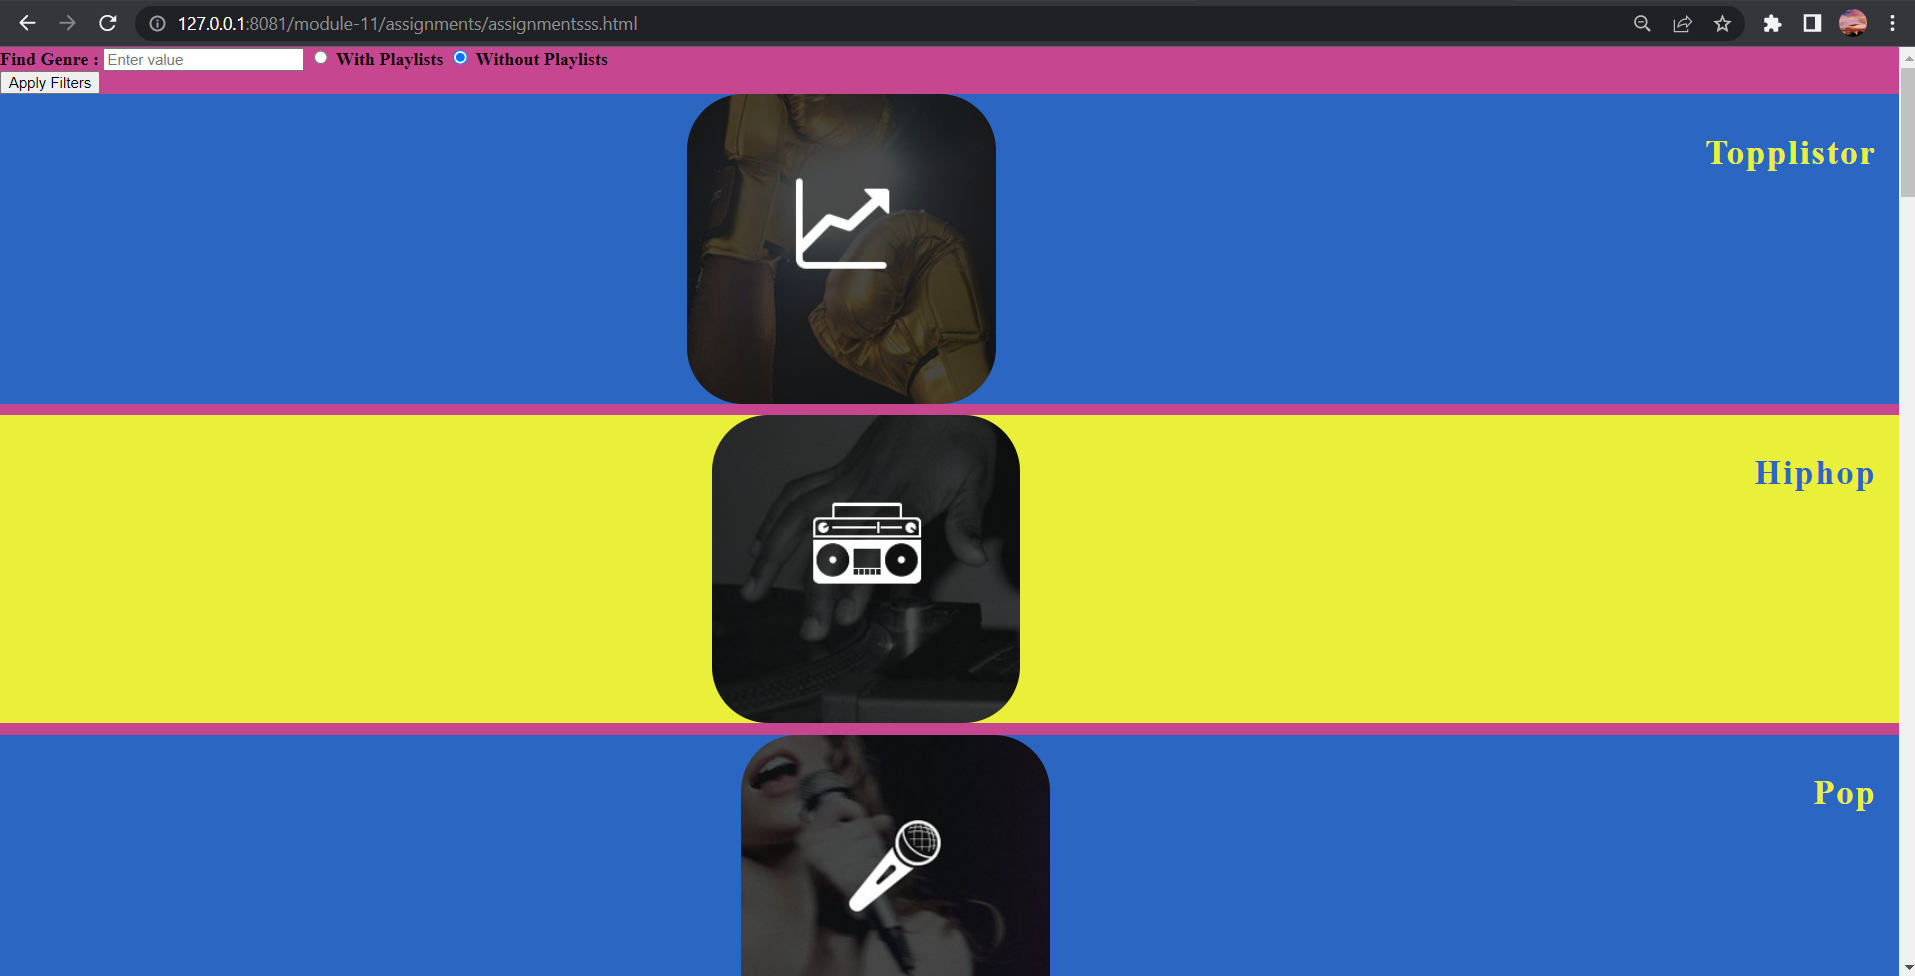 127.0.0.1:8081/module-11/assignments/assignmentsss.html
Find Genre : Enter value With Playlists Without Playlists
Apply Filters
Topplistor
Hiphop
Pop